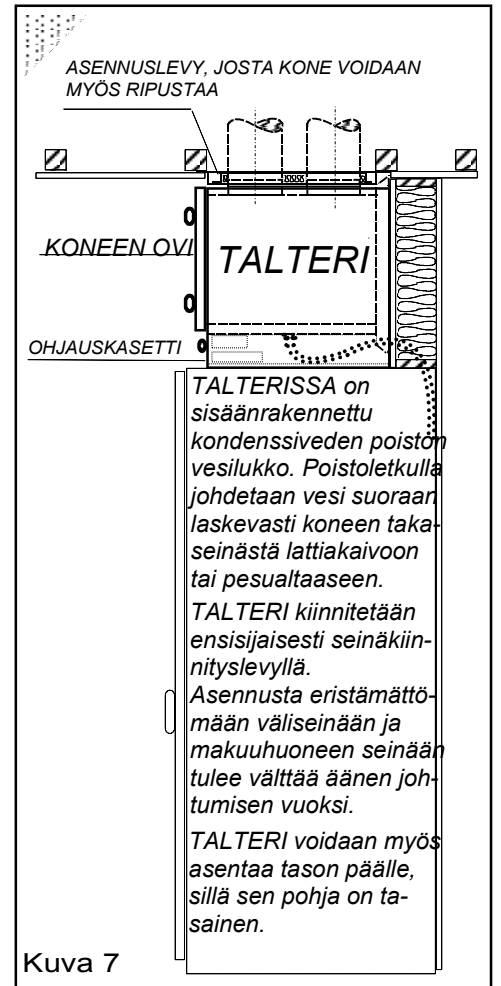 ASENNUSLEVY, JOSTA KONE VOIDAAN
MYÖS RIPUSTAA
KONEEN OVI
TALTERI
OHJAUSKASETTI
TALTERISSA on
sisäänrakennettu
kondenssiveden poiston
vesilukko. Poistoletkulla
johdetaan vesi suoraan
laskevasti koneen taka-
seinästä lattiakaivoon
tai pesualtaaseen.
TALTERI kiinnitetään
ensisijaisesti seinäkiin-
nityslevyllä.
Asennusta eristämättö-
mään väliseinään ja
makuuhuoneen seinään
tulee välttää äänen joh-
tumisen vuoksi.
TALTERI voidaan myös
asentaa tason päälle,
sillä sen pohja on ta-
sainen.
Kuva 7